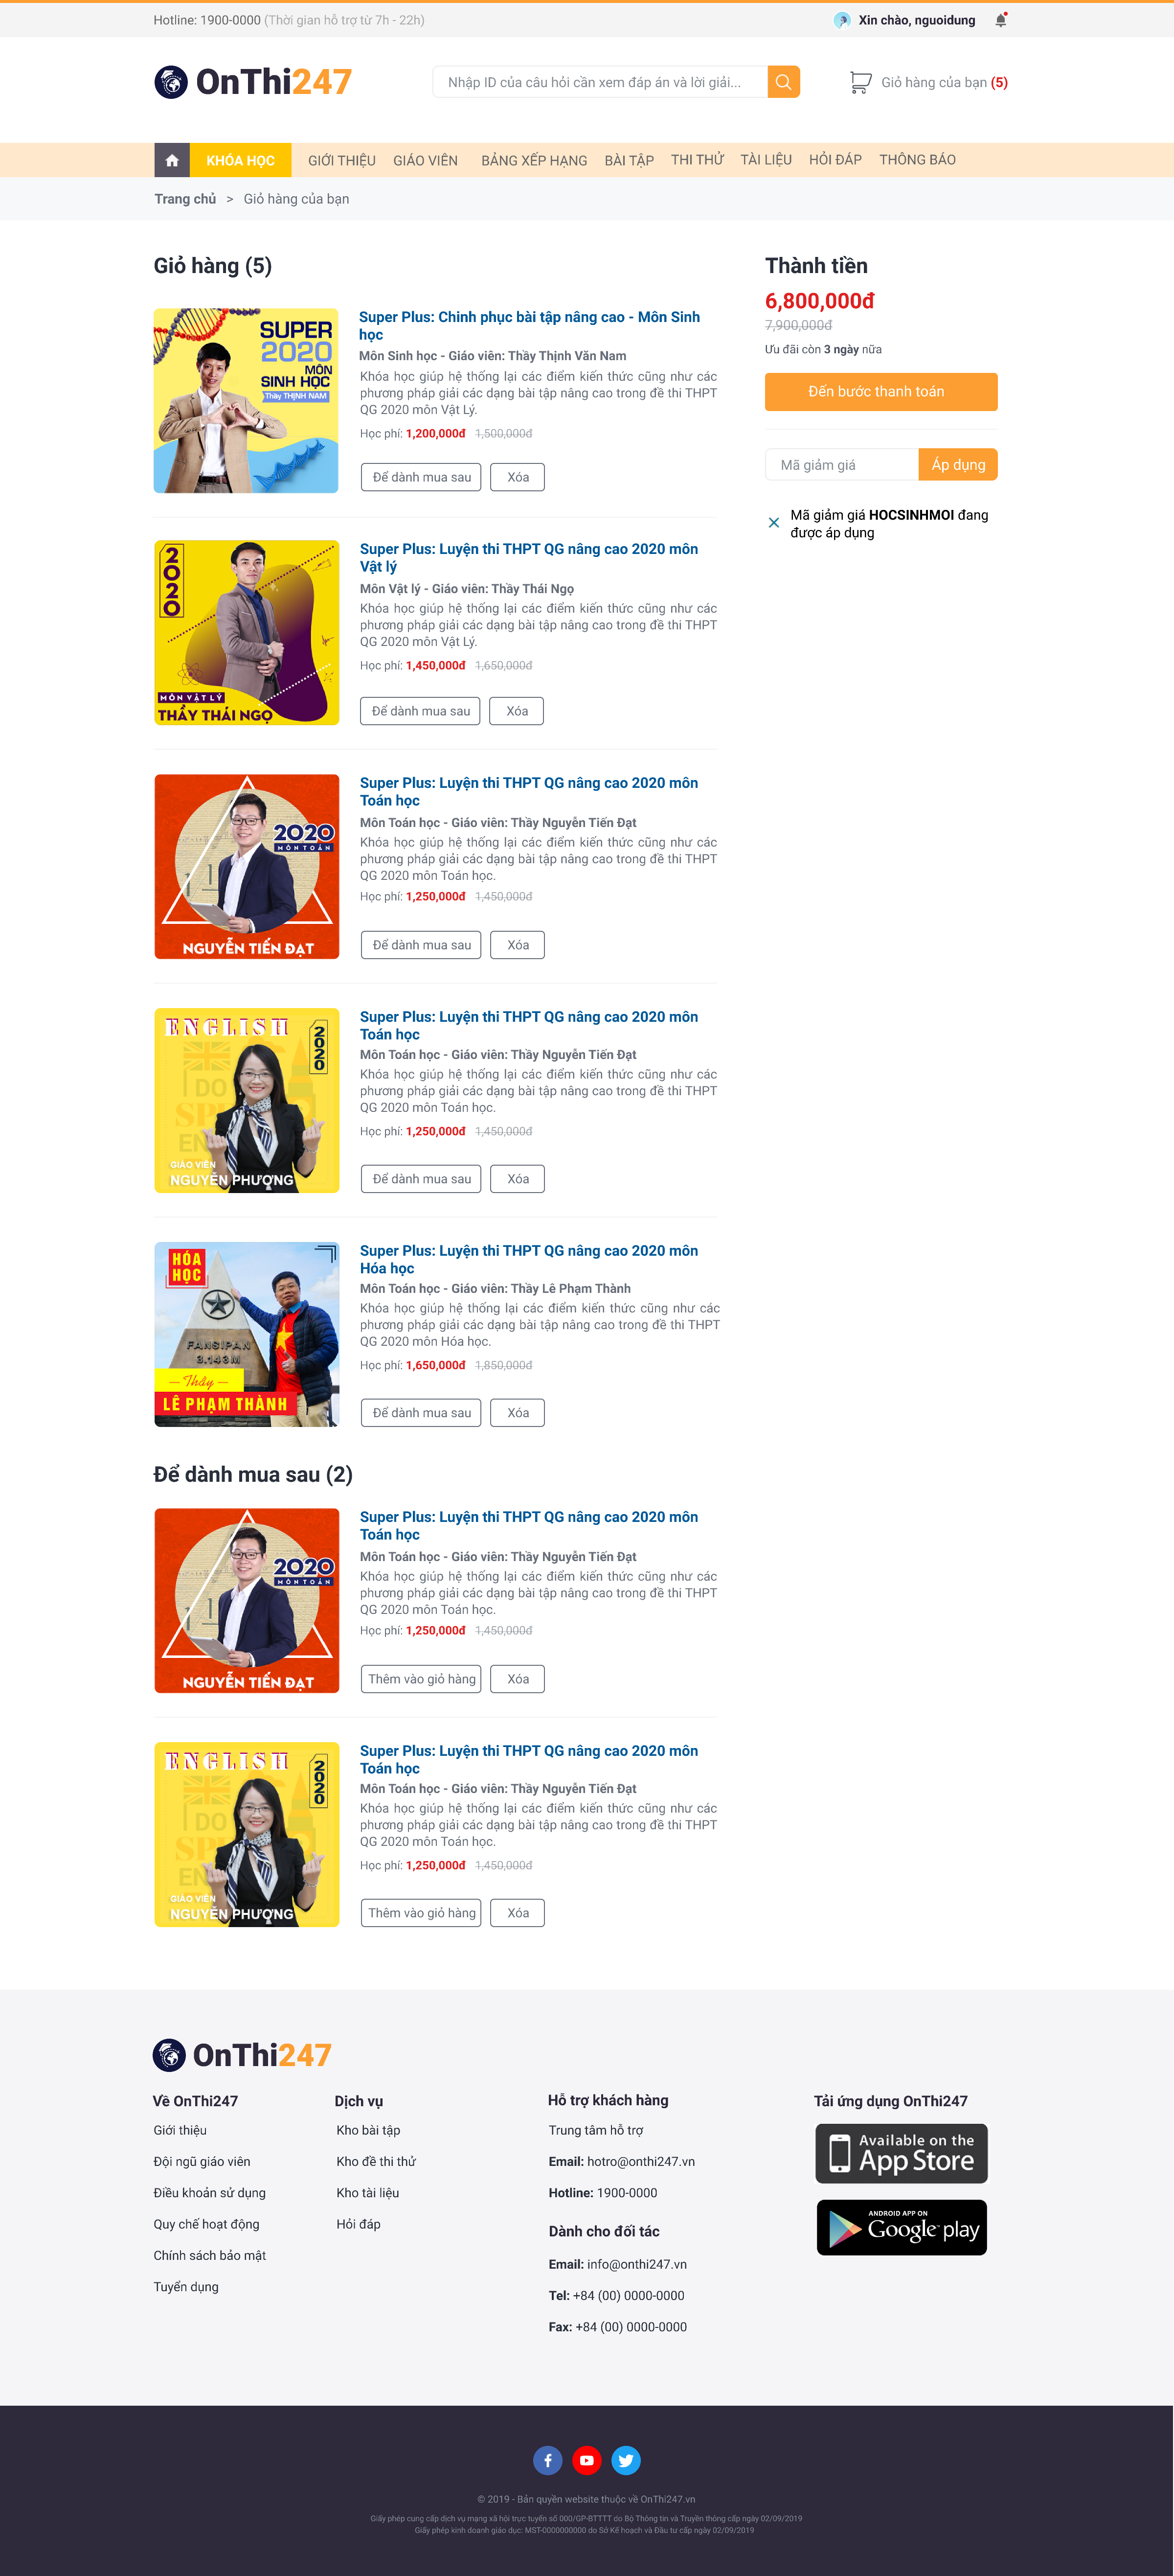 Hotline: 1900-0000 (Thời gian hỗ trợ từ 7h - 22h)
Xin chào, nguoidung
OnThi247
Nhập ID của câu hỏi cần xem đáp án và lời giải...
Giỏ hàng của bạn (5)
KHÓA HỌC
GIỚI THIỆU
GIÁO VIÊN
BẢNG XẾP HẠNG
BÀI TẬP
THI THỬ
TÀI LIỆU
HỎI ĐÁP
THÔNG BÁO
Trang chủ > Giỏ hàng của bạn
Giỏ hàng (5)
SUPER
2020
MÔN
SINH HỌC
Thầy THỊNH NAM
Super Plus: Chinh phục bài tập nâng cao - Môn Sinh
học
Môn Sinh học - Giáo viên: Thầy Thịnh Văn Nam
Khóa học giúp hệ thống lại các điểm kiến thức cũng như các
phương pháp giải các dạng bài tập nâng cao trong đề thi THPT
QG 2020 môn Vật Lý.
Học phí: 1,200,000đ 1,500,000đ
Để dành mua sau
Xóa
2020
MÔN VẬT LÝ
THẦY THÁI NGỌ
Super Plus: Luyện thi THPT QG nâng cao 2020 môn
Vật lý
Môn Vật lý - Giáo viên: Thầy Thái Ngọ
Khóa học giúp hệ thống lại các điểm kiến thức cũng như các
phương pháp giải các dạng bài tập nâng cao trong đề thi THPT
QG 2020 môn Vật Lý.
Học phí: 1,450,000đ 1,650,000đ
Để dành mua sau
Xóa
2020
MÔN TOÁN
NGUYỄN TIẾN ĐẠT
Super Plus: Luyện thi THPT QG nâng cao 2020 môn
Toán học
Môn Toán học - Giáo viên: Thầy Nguyễn Tiến Đạt
Khóa học giúp hệ thống lại các điểm kiến thức cũng như các
phương pháp giải các dạng bài tập nâng cao trong đề thi THPT
QG 2020 môn Toán học.
Học phí: 1,250,000đ 1,450,000đ
Để dành mua sau
Xóa
ENGLISH
2020
DO
GIÁO VIÊN
NGUYỄN PHƯỢNG
Super Plus: Luyện thi THPT QG nâng cao 2020 môn
Toán học
Môn Toán học - Giáo viên: Thầy Nguyễn Tiến Đạt
Khóa học giúp hệ thống lại các điểm kiến thức cũng như các
phương pháp giải các dạng bài tập nâng cao trong đề thi THPT
QG 2020 môn Toán học.
Học phí: 1,250,000đ 1,450,000đ
Để dành mua sau
Xóa
HÓA
HỌC
FANSIPAN
3.143M
Thầy
LÊ PHẠM THÀNH
Super Plus: Luyện thi THPT QG nâng cao 2020 môn
Hóa học
Môn Toán học - Giáo viên: Thầy Lê Phạm Thành
Khóa học giúp hệ thống lại các điểm kiến thức cũng như các
phương pháp giải các dạng bài tập nâng cao trong đề thi THPT
QG 2020 môn Hóa học.
Học phí: 1,650,000đ 1,850,000đ
Để dành mua sau
Xóa
Thành tiền
6,800,000đ
7,900,000đ
Ưu đãi còn 3 ngày nữa
Đến bước thanh toán
Mã giảm giá
Áp dụng
Mã giảm giá HOCSINHMOI đang
được áp dụng
Để dành mua sau (2)
2020
MÔN TOÁN
NGUYỄN TIẾN ĐẠT
Super Plus: Luyện thi THPT QG nâng cao 2020 môn
Toán học
Môn Toán học - Giáo viên: Thầy Nguyễn Tiến Đạt
Khóa học giúp hệ thống lại các điểm kiến thức cũng như các
phương pháp giải các dạng bài tập nâng cao trong đề thi THPT
QG 2020 môn Toán học.
Học phí: 1,250,000đ 1,450,000đ
Thêm vào giỏ hàng
Xóa
ENGLISH
2020
DO
GIÁO VIÊN
NGUYỄN PHƯỢNG
Super Plus: Luyện thi THPT QG nâng cao 2020 môn
Toán học
Môn Toán học - Giáo viên: Thầy Nguyễn Tiến Đạt
Khóa học giúp hệ thống lại các điểm kiến thức cũng như các
phương pháp giải các dạng bài tập nâng cao trong đề thi THPT
QG 2020 môn Toán học.
Học phí: 1,250,000đ 1,450,000đ
Thêm vào giỏ hàng
Xóa
OnThi247
Về OnThi247
Giới thiệu
Đội ngũ giáo viên
Điều khoản sử dụng
Quy chế hoạt động
Chính sách bảo mật
Tuyển dụng
Dịch vụ
Kho bài tập
Kho đề thi thử
Kho tài liệu
Hỏi đáp
Hỗ trợ khách hàng
Trung tâm hỗ trợ
Email: hotro@onthi247.vn
Hotline: 1900-0000
Dành cho đối tác
Email: info@onthi247.vn
Tel: +84 (00) 0000-0000
Fax: +84 (00) 0000-0000
Tải ứng dụng OnThi247
Available on the
App Store
ANDROID APP ON
Google play
© 2019 - Bản quyền website thuộc về OnThi247.vn
Giấy phép cung cấp dịch vụ mạng xã hội trực tuyến số 000/GP-BTTTT do Bộ Thông tin và Truyền thông cấp ngày 02/09/2019
Giấy phép kinh doanh giáo dục: MST-0000000000 do Sở Kế hoạch và Đầu tư cấp ngày 02/09/2019